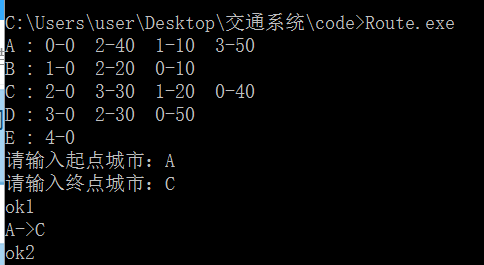 C:\Users\user\Desktop\交通系统\code>Route.exe
A : 0-0  2-40  1-10  3-50
B : 1-0  2-20  0-10
C : 2-0  3-30  1-20  0-40
D : 3-0  2-30  0-50
E : 4-0
请输入起点城市: A
请输入终点城市: C
ok1
A->C
ok2